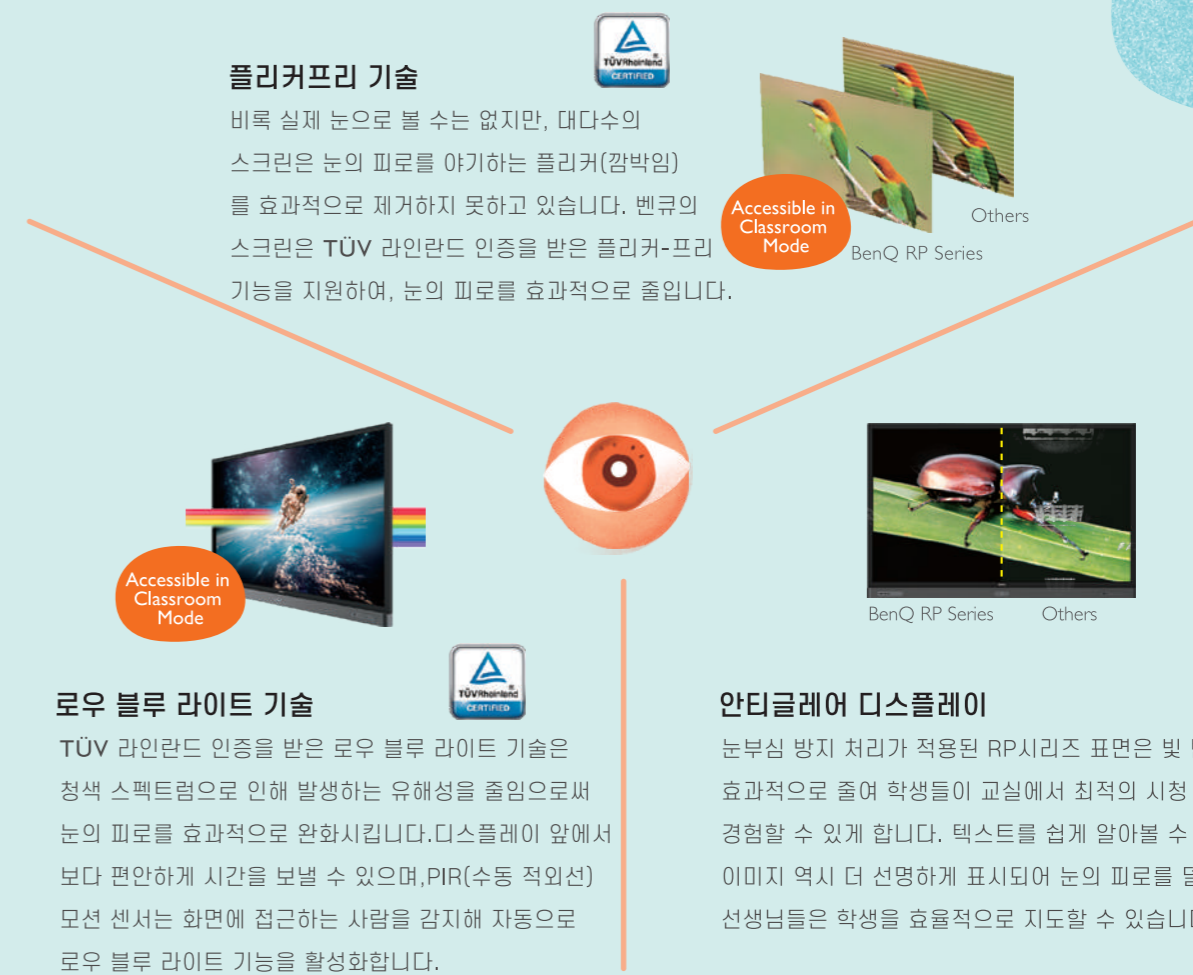 플리커프리 기술
TÜVRheinland
CERTIFIED
비록 실제 눈으로 볼 수는 없지만, 대다수의
스크린은 눈의 피로를 야기하는 플리커(깜박임)
를 효과적으로 제거하지 못하고 있습니다. 벤큐의
스크린은 TÜV 라인란드 인증을 받은 플리커-프리
기능을 지원하여, 눈의 피로를 효과적으로 줄입니다.
Accessible in
Classroom
Mode
Others
BenQ RP Series
Accessible in
Classroom
Mode
BenQ RP Series Others
로우 블루 라이트 기술
TÜVRheinland
CERTIFIED
TÜV 라인란드 인증을 받은 로우 블루 라이트 기술은
청색 스펙트럼으로 인해 발생하는 유해성을 줄임으로써
눈의 피로를 효과적으로 완화시킵니다.디스플레이 앞에서
보다 편안하게 시간을 보낼 수 있으며,PIR(수동 적외선)
모션 센서는 화면에 접근하는 사람을 감지해 자동으로
로우 블루 라이트 기능을 활성화합니다.
안티글레어 디스플레이
눈부심 방지 처리가 적용된 RP시리즈 표면은 빛
효과적으로 줄여 학생들이 교실에서 최적의 시청
경험할 수 있게 합니다. 텍스트를 쉽게 알아볼 수
이미지 역시 더 선명하게 표시되어 눈의 피로를
선생님들은 학생을 효율적으로 지도할 수 있습니